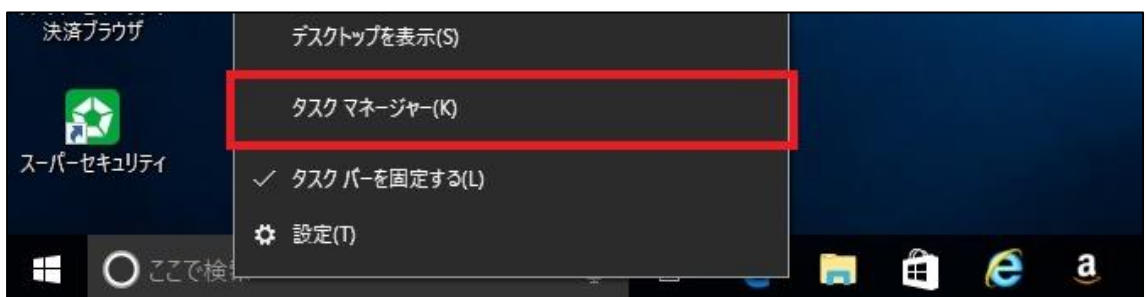 決済ブラウザ
スーパーセキュリティ
デスクトップを表示(S)
タスク マネージャー(K)
✓ タスク バーを固定する(L)
設定(T)
ここで検
a